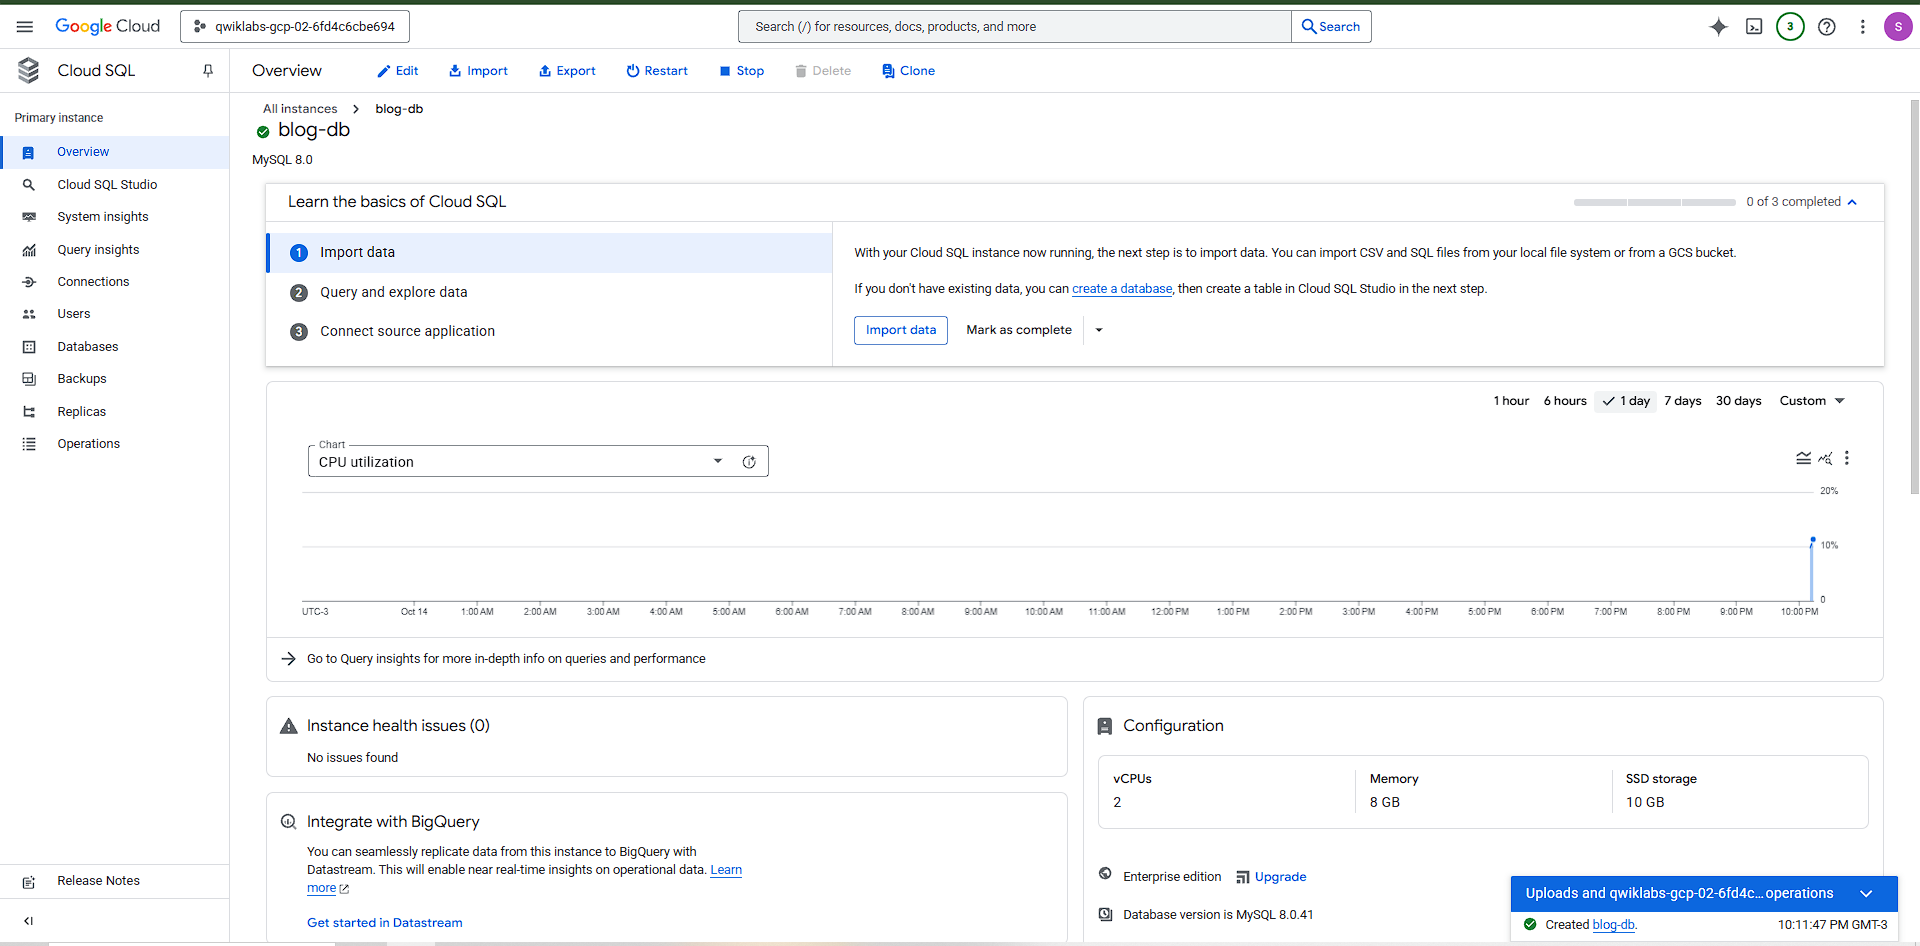 Google Cloud
qwiklabs-gcp-02-6fd4c6cbe694
Search (/) for resources, docs, products, and more
Search
3
S
Cloud SQL
Overview
Edit
Import
Export
Restart
Stop
Delete
Clone
Primary instance
Overview
Cloud SQL Studio
System insights
Query insights
Connections
Users
Databases
Backups
Replicas
Operations
Release Notes
All instances
blog-db
blog-db
MySQL 8.0
Learn the basics of Cloud SQL
0 of 3 completed
1 Import data
2 Query and explore data
3 Connect source application
With your Cloud SQL instance now running, the next step is to import data. You can import CSV and SQL files from your local file system or from a GCS bucket.
If you don't have existing data, you can create a database, then create a table in Cloud SQL Studio in the next step.
Import data
Mark as complete
1 hour
6 hours
1 day
7 days
30 days
Custom
Chart
CPU utilization
20%
10%
0
UTC-3
Oct 14
1:00 AM
2:00 AM
3:00 AM
4:00 AM
5:00 AM
6:00 AM
7:00 AM
8:00 AM
9:00 AM
10:00 AM
11:00 AM
12:00 PM
1:00 PM
2:00 PM
3:00 PM
4:00 PM
5:00 PM
6:00 PM
7:00 PM
8:00 PM
9:00 PM
10:00 PM
Go to Query insights for more in-depth info on queries and performance
Instance health issues (0)
No issues found
Integrate with BigQuery
You can seamlessly replicate data from this instance to BigQuery with
Datastream. This will enable near real-time insights on operational data. Learn
more
Get started in Datastream
Configuration
vCPUs
2
Memory
8 GB
SSD storage
10 GB
Enterprise edition
Upgrade
Database version is MySQL 8.0.41
Uploads and qwiklabs-gcp-02-6fd4c... operations
Created blog-db.
10:11:47 PM GMT-3